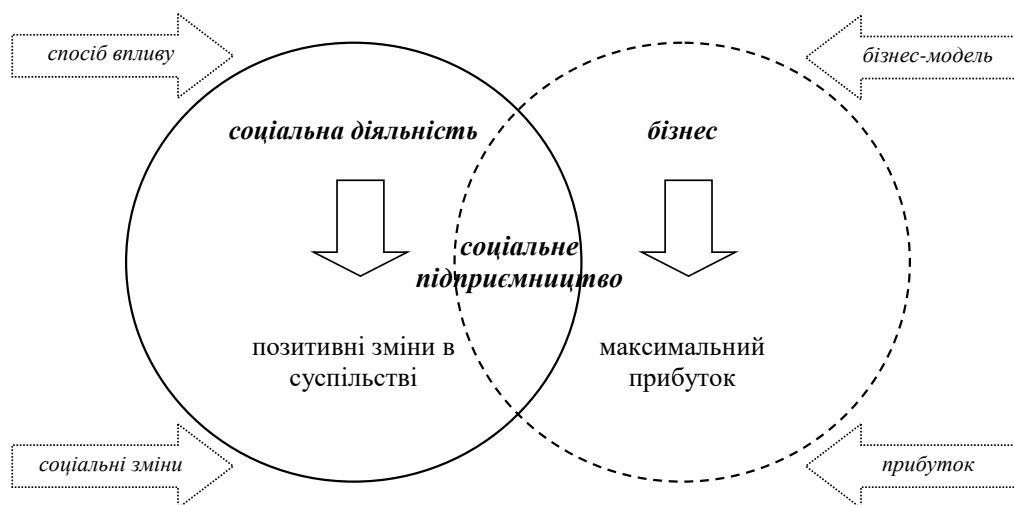 спосіб впливу
бізнес-модель
соціальна діяльність
бізнес
соціальне
підприємництво
позитивні зміни в
суспільстві
максимальний
прибуток
соціальні зміни
прибуток